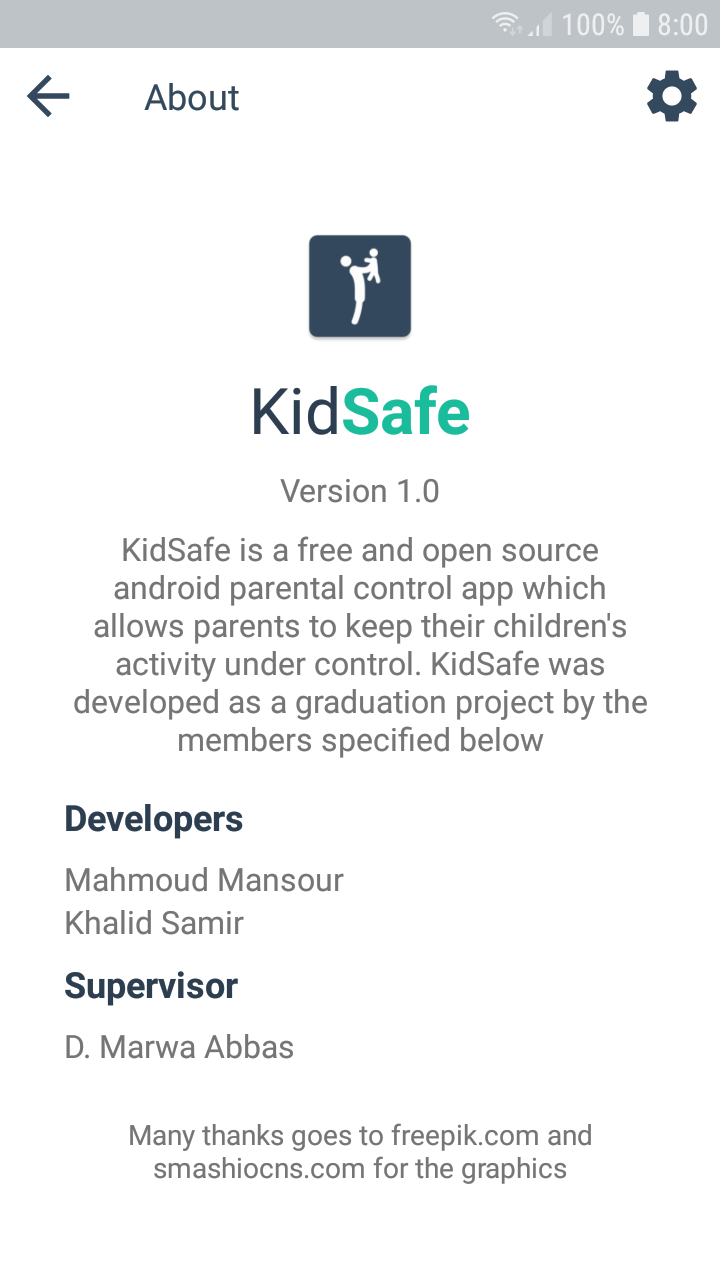 100% 8:00
About
KidSafe
Version 1.0
KidSafe is a free and open source
android parental control app which
allows parents to keep their children's
activity under control. KidSafe was
developed as a graduation project by the
members specified below
Developers
Mahmoud Mansour
Khalid Samir
Supervisor
D. Marwa Abbas
Many thanks goes to freepik.com and
smashiocns.com for the graphics